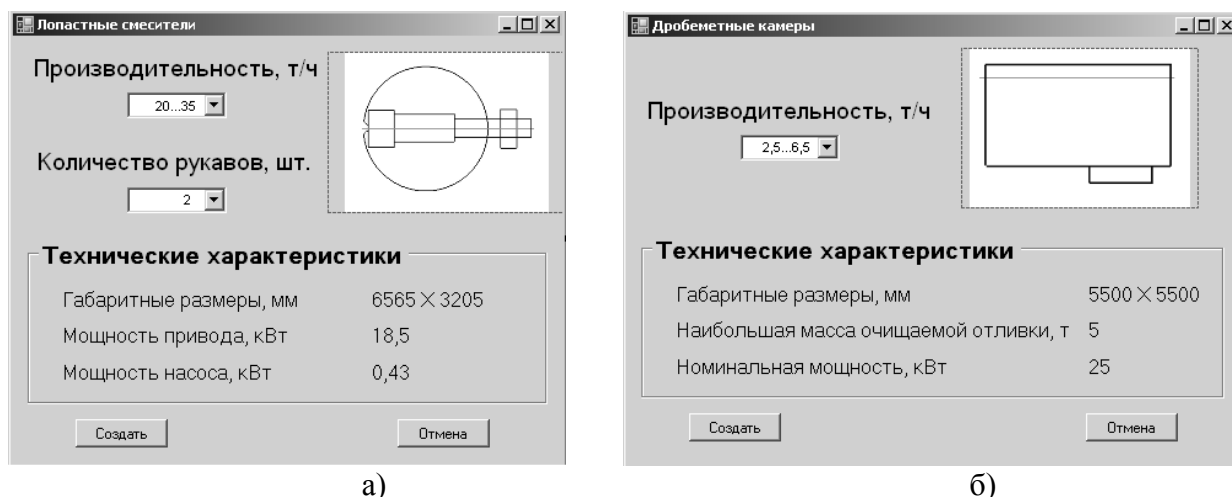 Лопастные смесители
Производительность, т/ч
20...35
Количество рукавов, шт.
2
Технические характеристики
Габаритные размеры, мм 6565×3205
Мощность привода, кВт 18,5
Мощность насоса, кВт 0,43
Создать Отмена
а)
Дробеметные камеры
Производительность, т/ч
2,5...6,5
Технические характеристики
Габаритные размеры, мм 5500×5500
Наибольшая масса очищаемой отливки, т 5
Номинальная мощность, кВт 25
Создать Отмена
б)